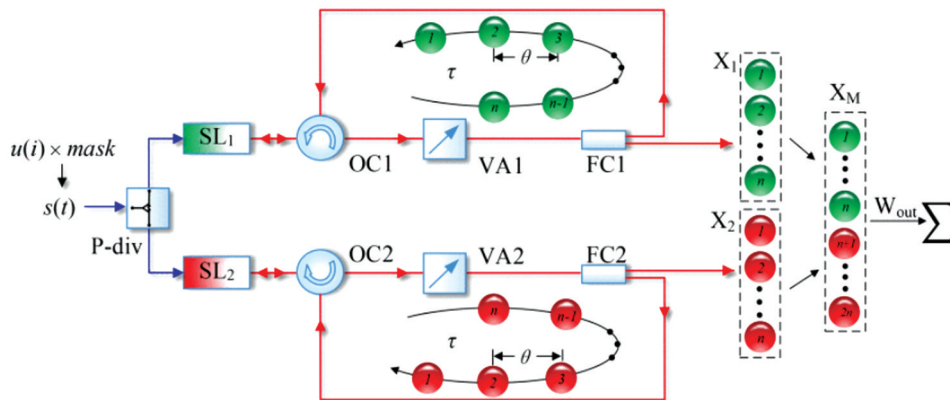 u(i) × mask
s(t)
P-div
SL1
OC1
VA1
FC1
1 2 3
θ
τ
n n-1
SL2
OC2
VA2
FC2
n n-1
τ
θ
1 2 3
X1
1
2
n
X2
1
2
n
XM
1
n
n+1
2n
Wout
Σ